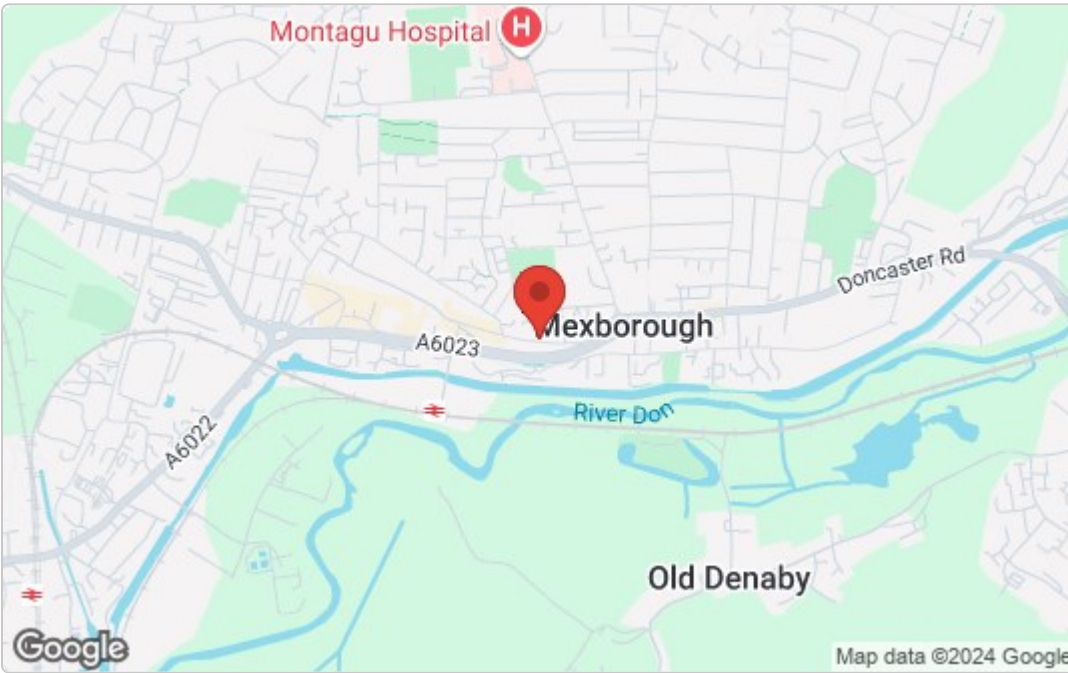 Montagu Hospital H
Doncaster Rd
Mexborough
A6023
River Don
A6022
Old Denaby
Google
Map data ©2024 Google